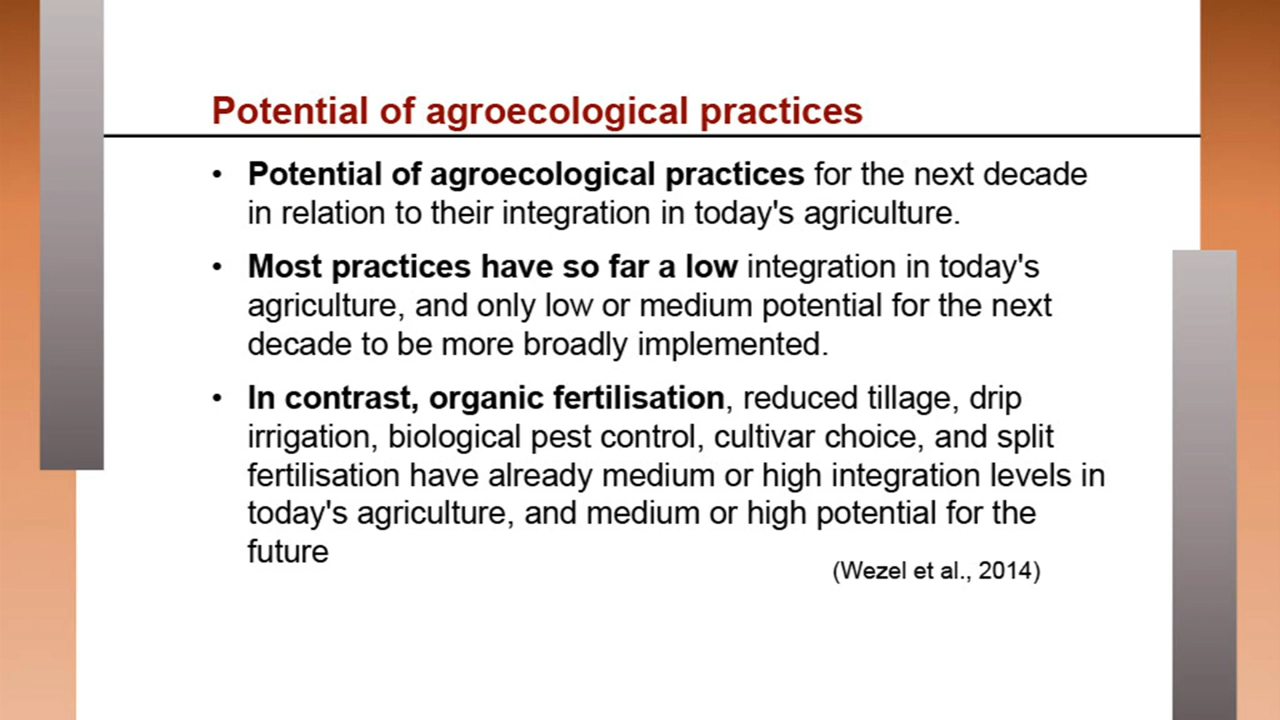 Potential of agroecological practices
• Potential of agroecological practices for the next decade
in relation to their integration in today's agriculture.
• Most practices have so far a low integration in today's
agriculture, and only low or medium potential for the next
decade to be more broadly implemented.
• In contrast, organic fertilisation, reduced tillage, drip
irrigation, biological pest control, cultivar choice, and split
fertilisation have already medium or high integration levels in
today's agriculture, and medium or high potential for the
future
(Wezel et al., 2014)